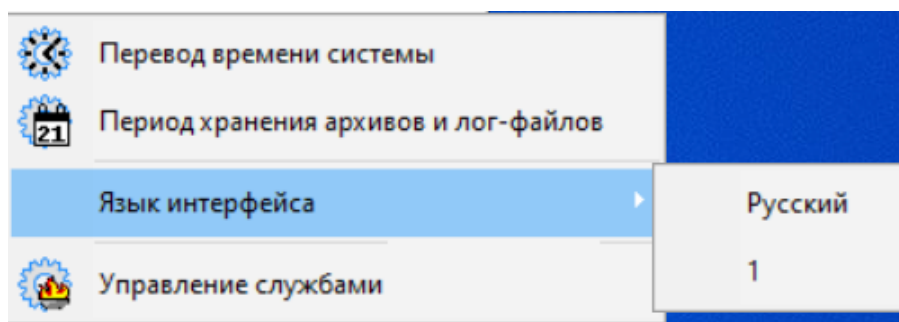 Перевод времени системы
21
Период хранения архивов и лог-файлов
Язык интерфейса
Русский
1
Управление службами